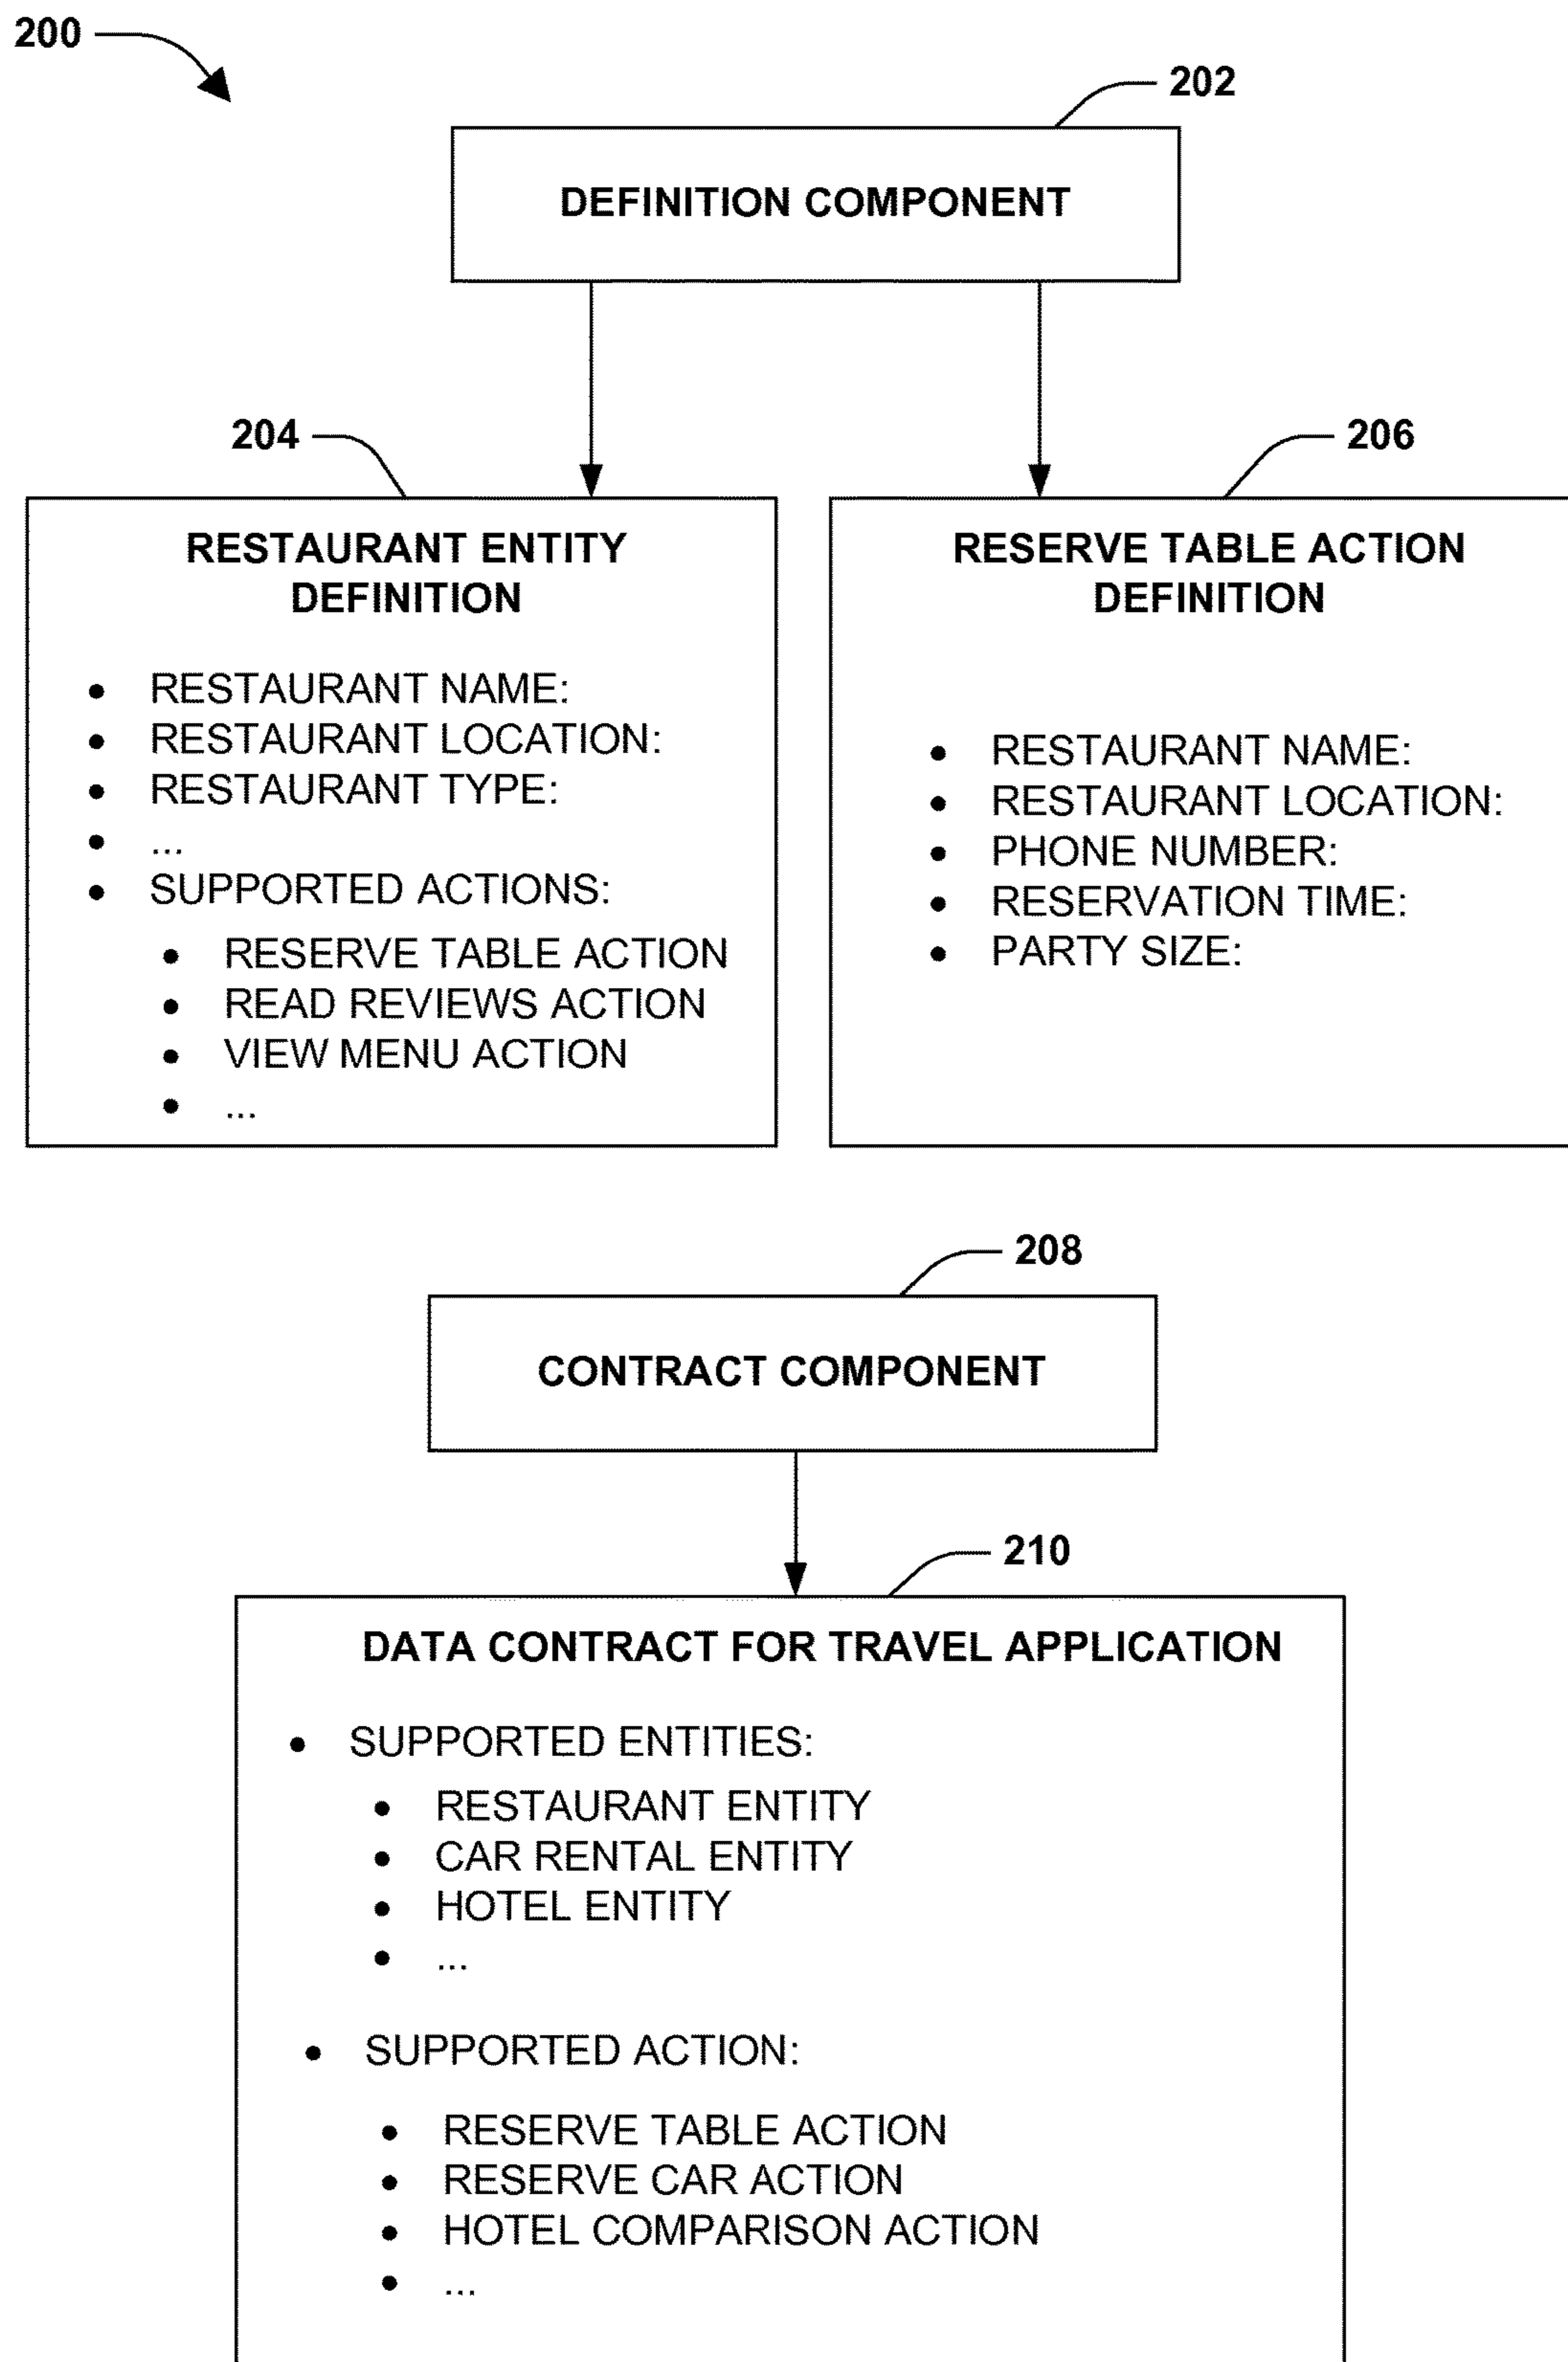 200
202
DEFINITION COMPONENT
204
206
RESTAURANT ENTITY
DEFINITION
• RESTAURANT NAME:
• RESTAURANT LOCATION:
• RESTAURANT TYPE:
• ...
• SUPPORTED ACTIONS:
• RESERVE TABLE ACTION
• READ REVIEWS ACTION
• VIEW MENU ACTION
• ...
RESERVE TABLE ACTION
DEFINITION
• RESTAURANT NAME:
• RESTAURANT LOCATION:
• PHONE NUMBER:
• RESERVATION TIME:
• PARTY SIZE:
208
CONTRACT COMPONENT
210
DATA CONTRACT FOR TRAVEL APPLICATION
• SUPPORTED ENTITIES:
• RESTAURANT ENTITY
• CAR RENTAL ENTITY
• HOTEL ENTITY
• ...
• SUPPORTED ACTION:
• RESERVE TABLE ACTION
• RESERVE CAR ACTION
• HOTEL COMPARISON ACTION
• ...